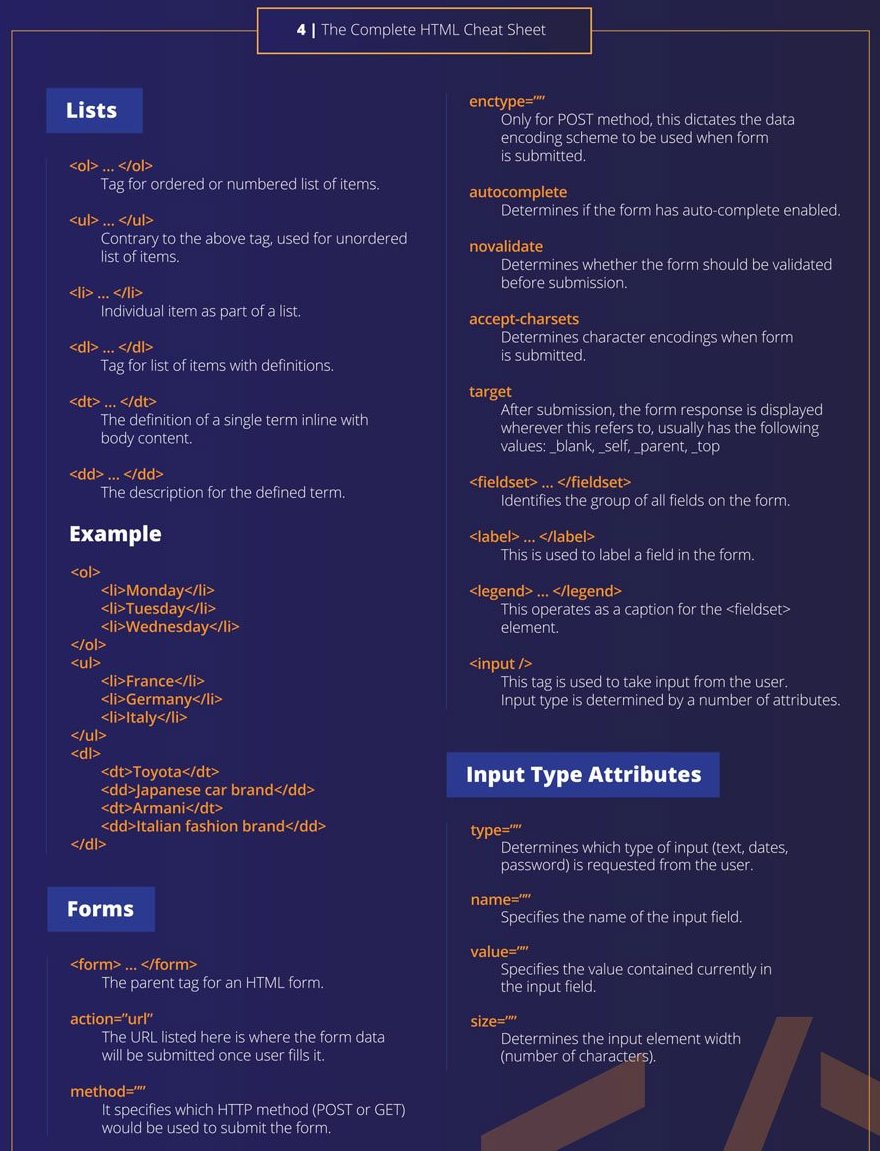 4 | The Complete HTML Cheat Sheet
Lists
<ol> ... </ol>
Tag for ordered or numbered list of items.
<ul> ... </ul>
Contrary to the above tag, used for unordered
list of items.
<li> ... </li>
Individual item as part of a list.
<dl> ... </dl>
Tag for list of items with definitions.
<dt> ... </dt>
The definition of a single term inline with
body content.
<dd> ... </dd>
The description for the defined term.
Example
<ol>
<li>Monday</li>
<li>Tuesday</li>
<li>Wednesday</li>
</ol>
<ul>
<li>France</li>
<li>Germany</li>
<li>Italy</li>
</ul>
<dl>
<dt>Toyota</dt>
<dd>Japanese car brand</dd>
<dt>Armani</dt>
<dd>Italian fashion brand</dd>
</dl>
Forms
<form> ... </form>
The parent tag for an HTML form.
action=”url”
The URL listed here is where the form data
will be submitted once user fills it.
method=””
It specifies which HTTP method (POST or GET)
would be used to submit the form.
enctype=””
Only for POST method, this dictates the data
encoding scheme to be used when form
is submitted.
autocomplete
Determines if the form has auto-complete enabled.
novalidate
Determines whether the form should be validated
before submission.
accept-charsets
Determines character encodings when form
is submitted.
target
After submission, the form response is displayed
wherever this refers to, usually has the following
values: _blank, _self, _parent, _top
<fieldset> ... </fieldset>
Identifies the group of all fields on the form.
<label> ... </label>
This is used to label a field in the form.
<legend> ... </legend>
This operates as a caption for the <fieldset>
element.
<input />
This tag is used to take input from the user.
Input type is determined by a number of attributes.
Input Type Attributes
type=””
Determines which type of input (text, dates,
password) is requested from the user.
name=””
Specifies the name of the input field.
value=””
Specifies the value contained currently in
the input field.
size=””
Determines the input element width
(number of characters).